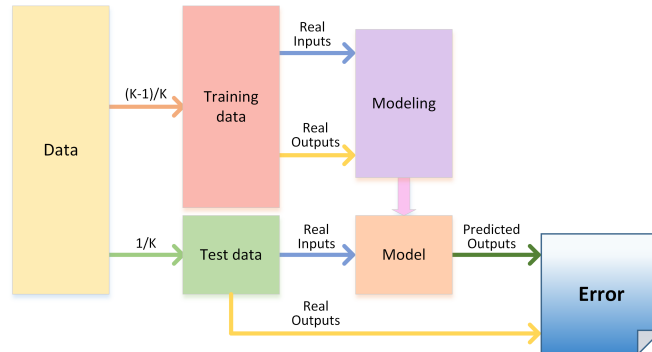 Data
(K-1)/K
Training
data
Real
Inputs
Real
Outputs
Modeling
1/K
Test data
Real
Inputs
Model
Predicted
Outputs
Real
Outputs
Error